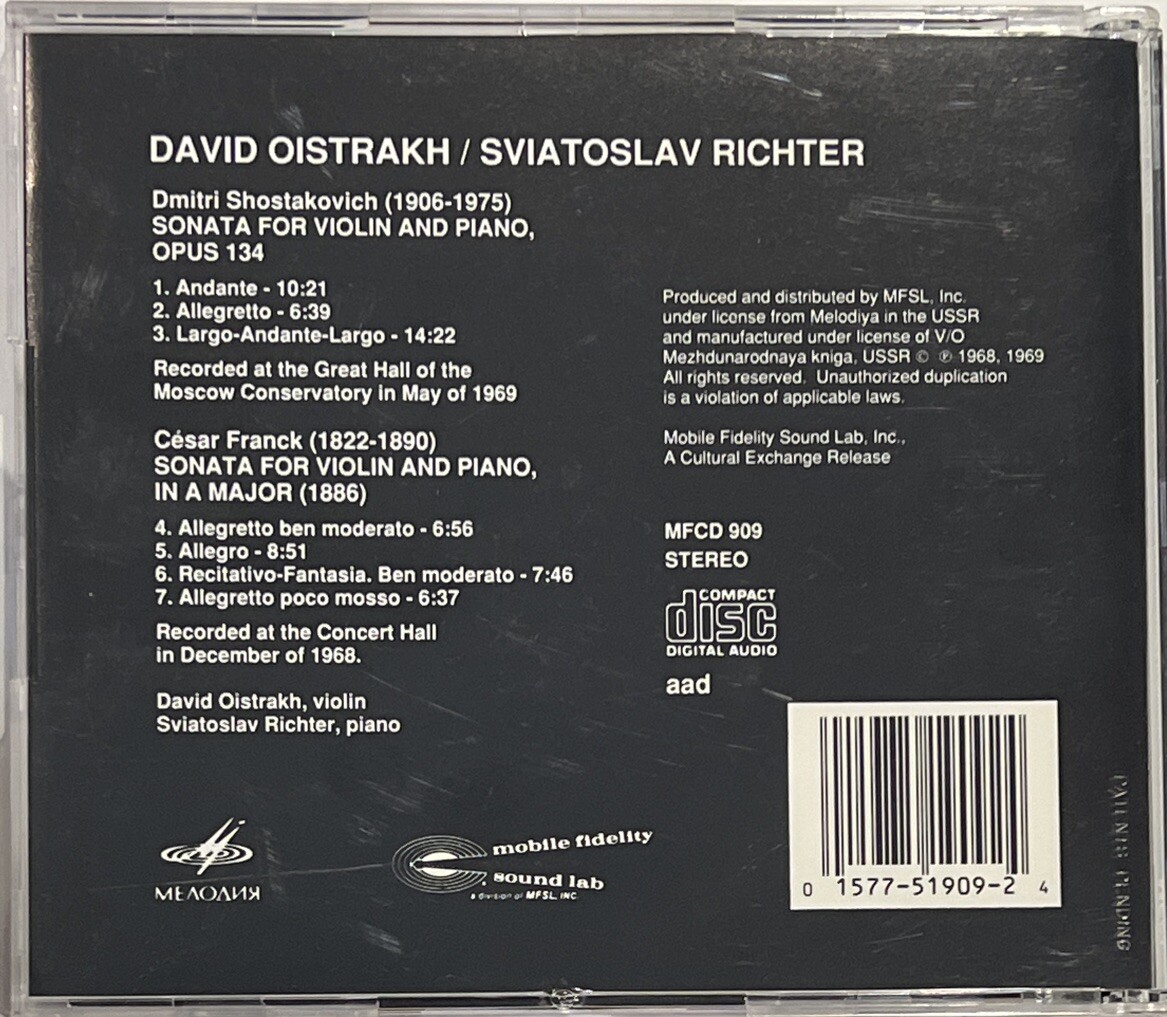 DAVID OISTRAKH / SVIATOSLAV RICHTER
Dmitri Shostakovich (1906-1975)
SONATA FOR VIOLIN AND PIANO,
OPUS 134
1. Andante - 10:21
2. Allegretto - 6:39
3. Largo-Andante-Largo - 14:22
Recorded at the Great Hall of the
Moscow Conservatory in May of 1969
César Franck (1822-1890)
SONATA FOR VIOLIN AND PIANO,
IN A MAJOR (1886)
4. Allegretto ben moderato - 6:56
5. Allegro - 8:51
6. Recitativo-Fantasia. Ben moderato - 7:46
7. Allegretto poco mosso - 6:37
Recorded at the Concert Hall
in December of 1968.
David Oistrakh, violin
Sviatoslav Richter, piano
МЕЛОДИЯ
mobile fidelity
sound lab
a division of MFSL, INC.
Produced and distributed by MFSL, Inc.
under license from Melodiya in the USSR
and manufactured under license of V/O
Mezhdunarodnaya kniga, USSR © ℗ 1968, 1969
All rights reserved. Unauthorized duplication
is a violation of applicable laws.
Mobile Fidelity Sound Lab, Inc.,
A Cultural Exchange Release
MFCD 909
STEREO
COMPACT
disc
DIGITAL AUDIO
aad
0 1577-51909-2 4
PATENTS PENDING